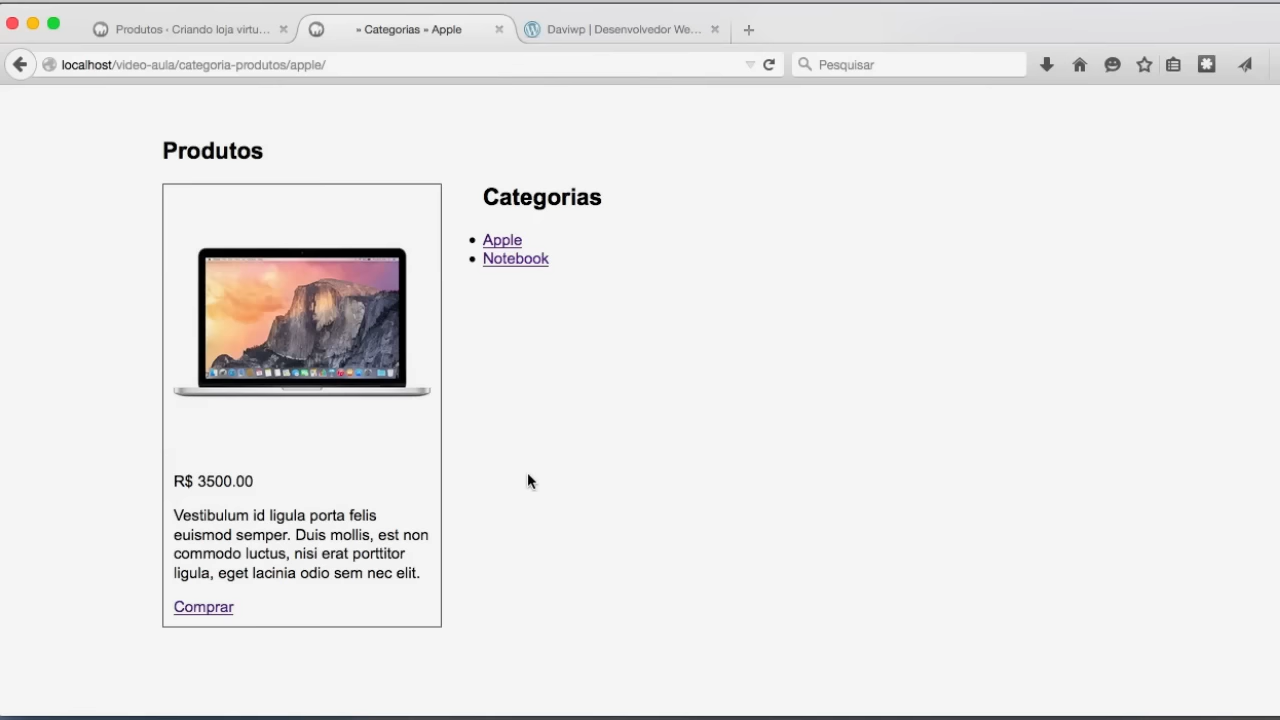 Produtos · Criando loja virtu...
» Categorias » Apple
Daviwp | Desenvolvedor We...
localhost/video-aula/categoria-produtos/apple/
Pesquisar
Produtos
Categorias
Apple
Notebook
R$ 3500.00
Vestibulum id ligula porta felis
euismod semper. Duis mollis, est non
commodo luctus, nisi erat porttitor
ligula, eget lacinia odio sem nec elit.
Comprar